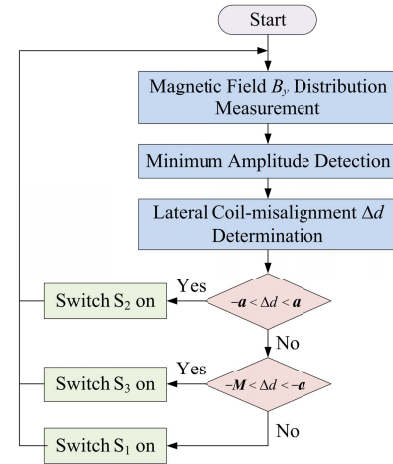 Start
Magnetic Field By Distribution
Measurement
Minimum Amplitude Detection
Lateral Coil-misalignment Δd
Determination
−a < Δd < a
Yes
Switch S₂ on
No
−M < Δd < −a
Yes
Switch S₃ on
No
Switch S₁ on